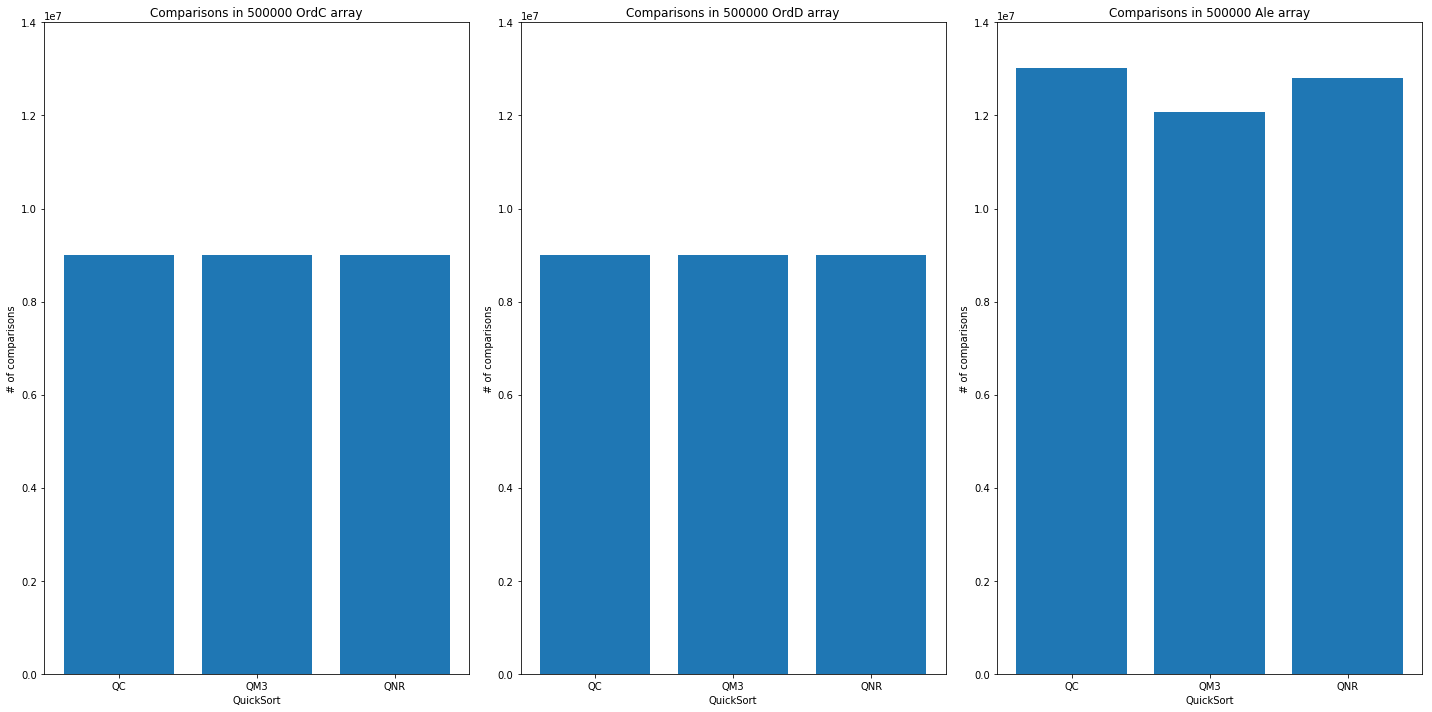 Comparisons in 500000 OrdC array
1e7
1.4
1.2
1.0
0.8
0.6
0.4
0.2
0.0
# of comparisons
QC QM3 QNR
QuickSort
Comparisons in 500000 OrdD array
1e7
1.4
1.2
1.0
0.8
0.6
0.4
0.2
0.0
# of comparisons
QC QM3 QNR
QuickSort
Comparisons in 500000 Ale array
1e7
1.4
1.2
1.0
0.8
0.6
0.4
0.2
0.0
# of comparisons
QC QM3 QNR
QuickSort